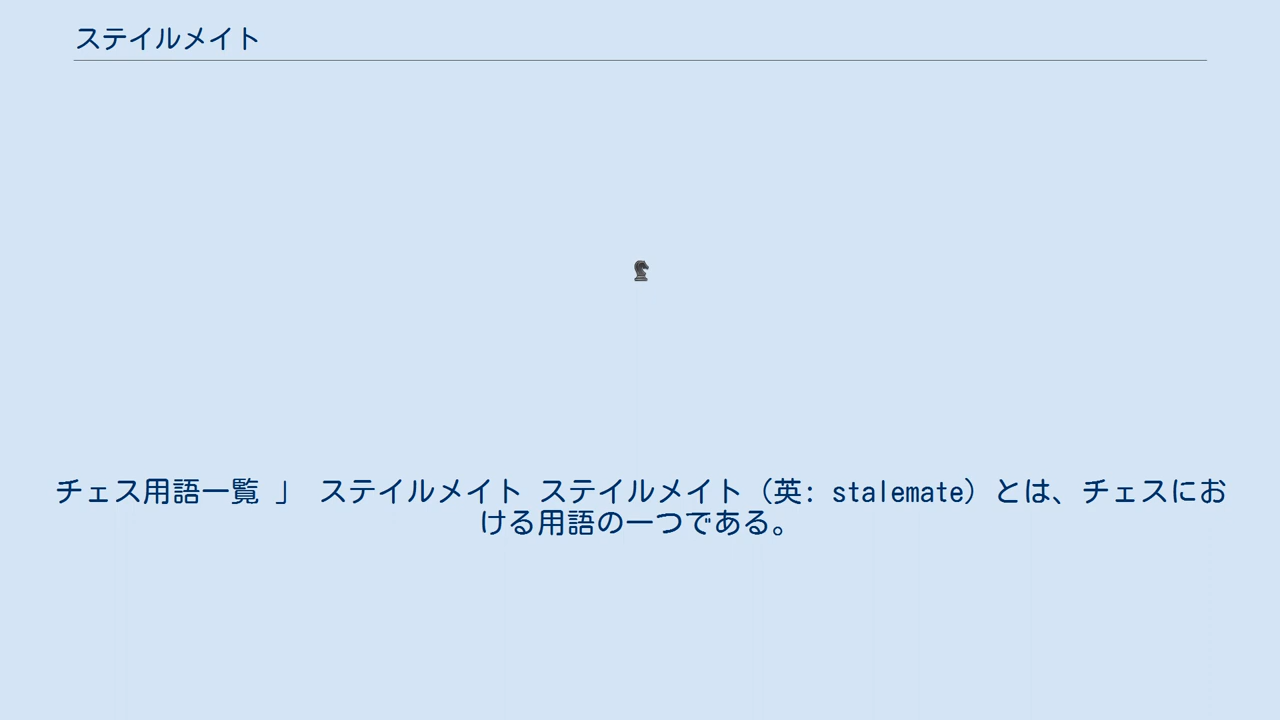 ステイルメイト
チェス用語一覧 」 ステイルメイト ステイルメイト（英: stalemate）とは、チェスにお
ける用語の一つである。